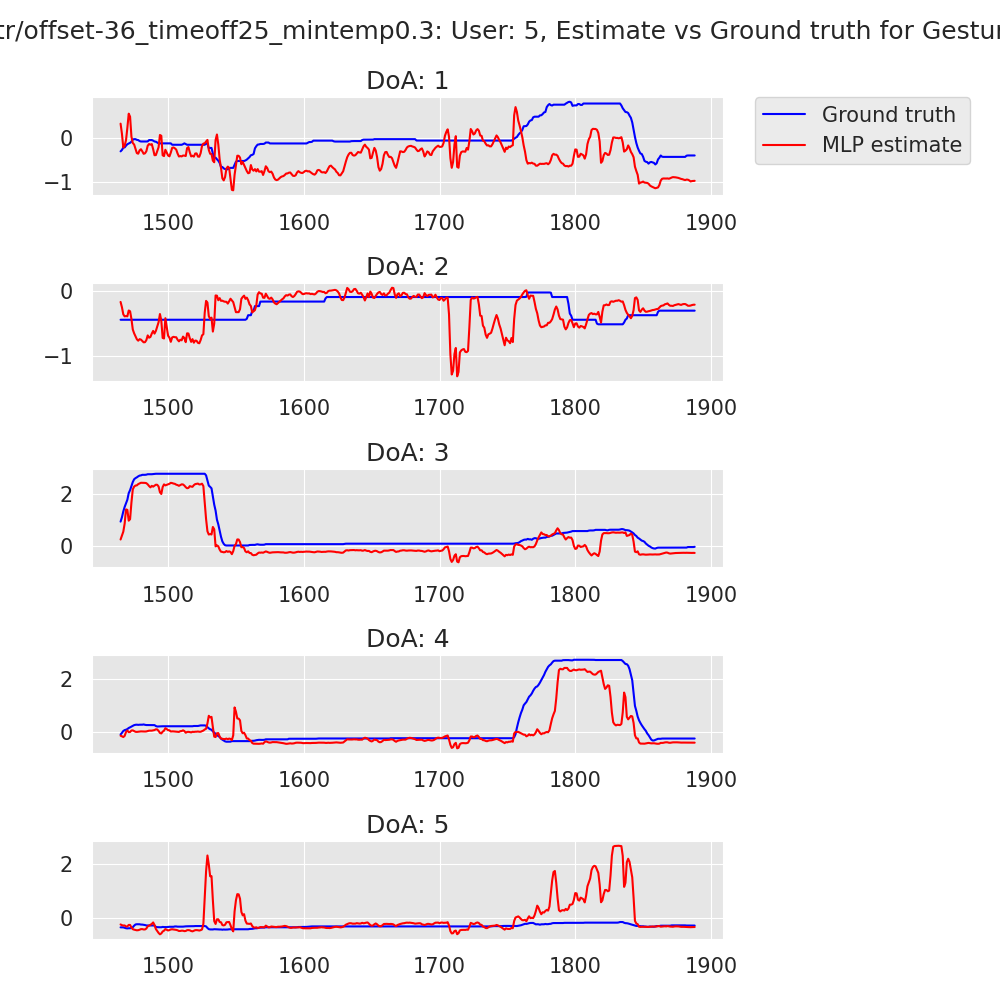 tr/offset-36_timeoff25_mintemp0.3: User: 5, Estimate vs Ground truth for Gestur
DoA: 1
Ground truth
MLP estimate
0
−1
1500 1600 1700 1800 1900
DoA: 2
0
−1
1500 1600 1700 1800 1900
DoA: 3
2
0
1500 1600 1700 1800 1900
DoA: 4
2
0
1500 1600 1700 1800 1900
DoA: 5
2
0
1500 1600 1700 1800 1900